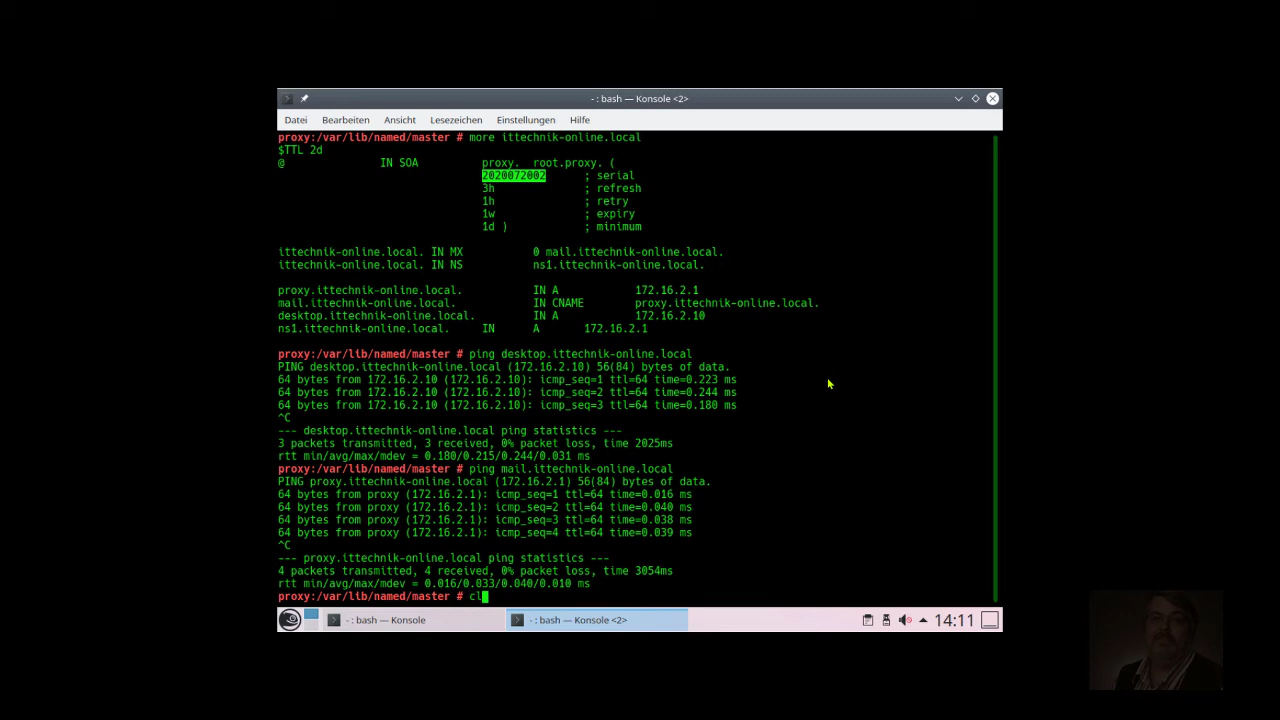 - : bash — Konsole <2>
Datei Bearbeiten Ansicht Lesezeichen Einstellungen Hilfe
proxy:/var/lib/named/master # more ittechnik-online.local
$TTL 2d
@ IN SOA proxy. root.proxy. (
2020072002 ; serial
3h ; refresh
1h ; retry
1w ; expiry
1d ) ; minimum
ittechnik-online.local. IN MX 0 mail.ittechnik-online.local.
ittechnik-online.local. IN NS ns1.ittechnik-online.local.
proxy.ittechnik-online.local. IN A 172.16.2.1
mail.ittechnik-online.local. IN CNAME proxy.ittechnik-online.local.
desktop.ittechnik-online.local. IN A 172.16.2.10
ns1.ittechnik-online.local. IN A 172.16.2.1
proxy:/var/lib/named/master # ping desktop.ittechnik-online.local
PING desktop.ittechnik-online.local (172.16.2.10) 56(84) bytes of data.
64 bytes from 172.16.2.10 (172.16.2.10): icmp_seq=1 ttl=64 time=0.223 ms
64 bytes from 172.16.2.10 (172.16.2.10): icmp_seq=2 ttl=64 time=0.244 ms
64 bytes from 172.16.2.10 (172.16.2.10): icmp_seq=3 ttl=64 time=0.180 ms
^C
--- desktop.ittechnik-online.local ping statistics ---
3 packets transmitted, 3 received, 0% packet loss, time 2025ms
rtt min/avg/max/mdev = 0.180/0.215/0.244/0.031 ms
proxy:/var/lib/named/master # ping mail.ittechnik-online.local
PING proxy.ittechnik-online.local (172.16.2.1) 56(84) bytes of data.
64 bytes from proxy (172.16.2.1): icmp_seq=1 ttl=64 time=0.016 ms
64 bytes from proxy (172.16.2.1): icmp_seq=2 ttl=64 time=0.040 ms
64 bytes from proxy (172.16.2.1): icmp_seq=3 ttl=64 time=0.038 ms
64 bytes from proxy (172.16.2.1): icmp_seq=4 ttl=64 time=0.039 ms
^C
--- proxy.ittechnik-online.local ping statistics ---
4 packets transmitted, 4 received, 0% packet loss, time 3054ms
rtt min/avg/max/mdev = 0.016/0.033/0.040/0.010 ms
proxy:/var/lib/named/master # cl
- : bash — Konsole - : bash — Konsole <2> 14:11